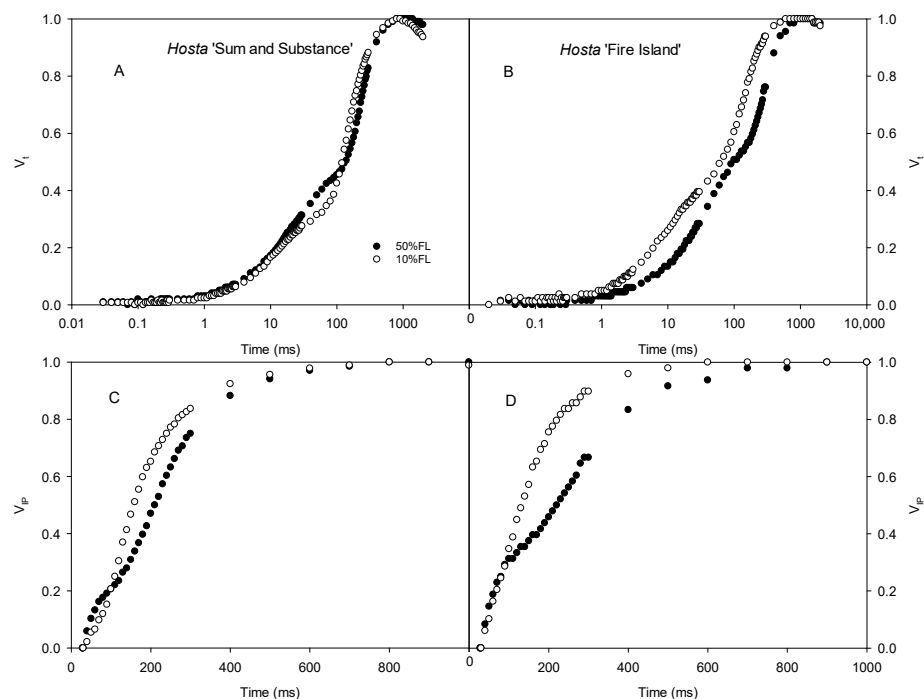 1.0
0.8
0.6
0.4
0.2
0.0
Vt
Hosta 'Sum and Substance'
A
50%FL
10%FL
0.01 0.1 1 10 100 1000
Time (ms)
Hosta 'Fire Island'
B
1.0
0.8
0.6
0.4
0.2
0.0
Vt
0 0.1 1 10 100 1000 10,000
Time (ms)
1.0
0.8
0.6
0.4
0.2
0.0
VIP
C
0 200 400 600 800
Time (ms)
D
1.0
0.8
0.6
0.4
0.2
0.0
VIP
0 200 400 600 800 1000
Time (ms)